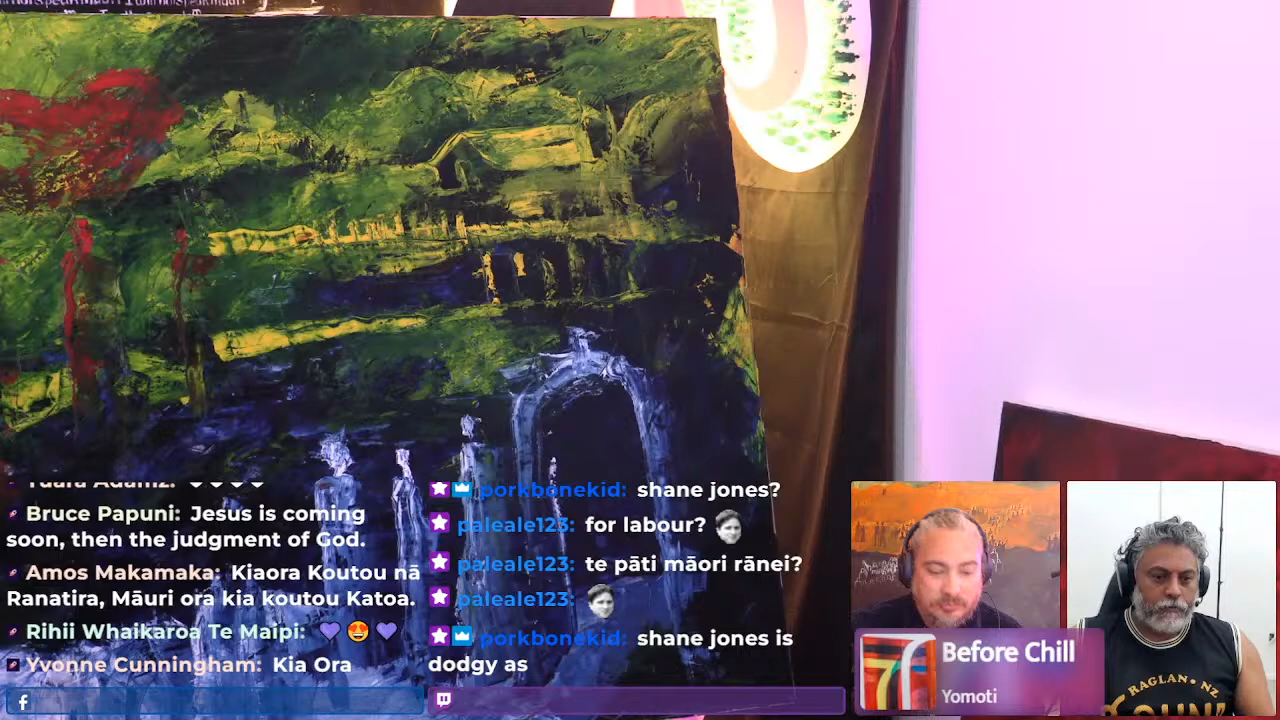 Bruce Papuni: Jesus is coming
soon, then the judgment of God.
Amos Makamaka: Kiaora Koutou nā
Ranatira, Māuri ora kia koutou Katoa.
Rihii Whaikaroa Te Maipi: 💜 😍 💜
Yvonne Cunningham: Kia Ora
porkbonekid: shane jones?
paleale123: for labour?
paleale123: te pāti māori rānei?
paleale123:
porkbonekid: shane jones is
dodgy as
Before Chill
Yomoti
RAGLAN • NZ